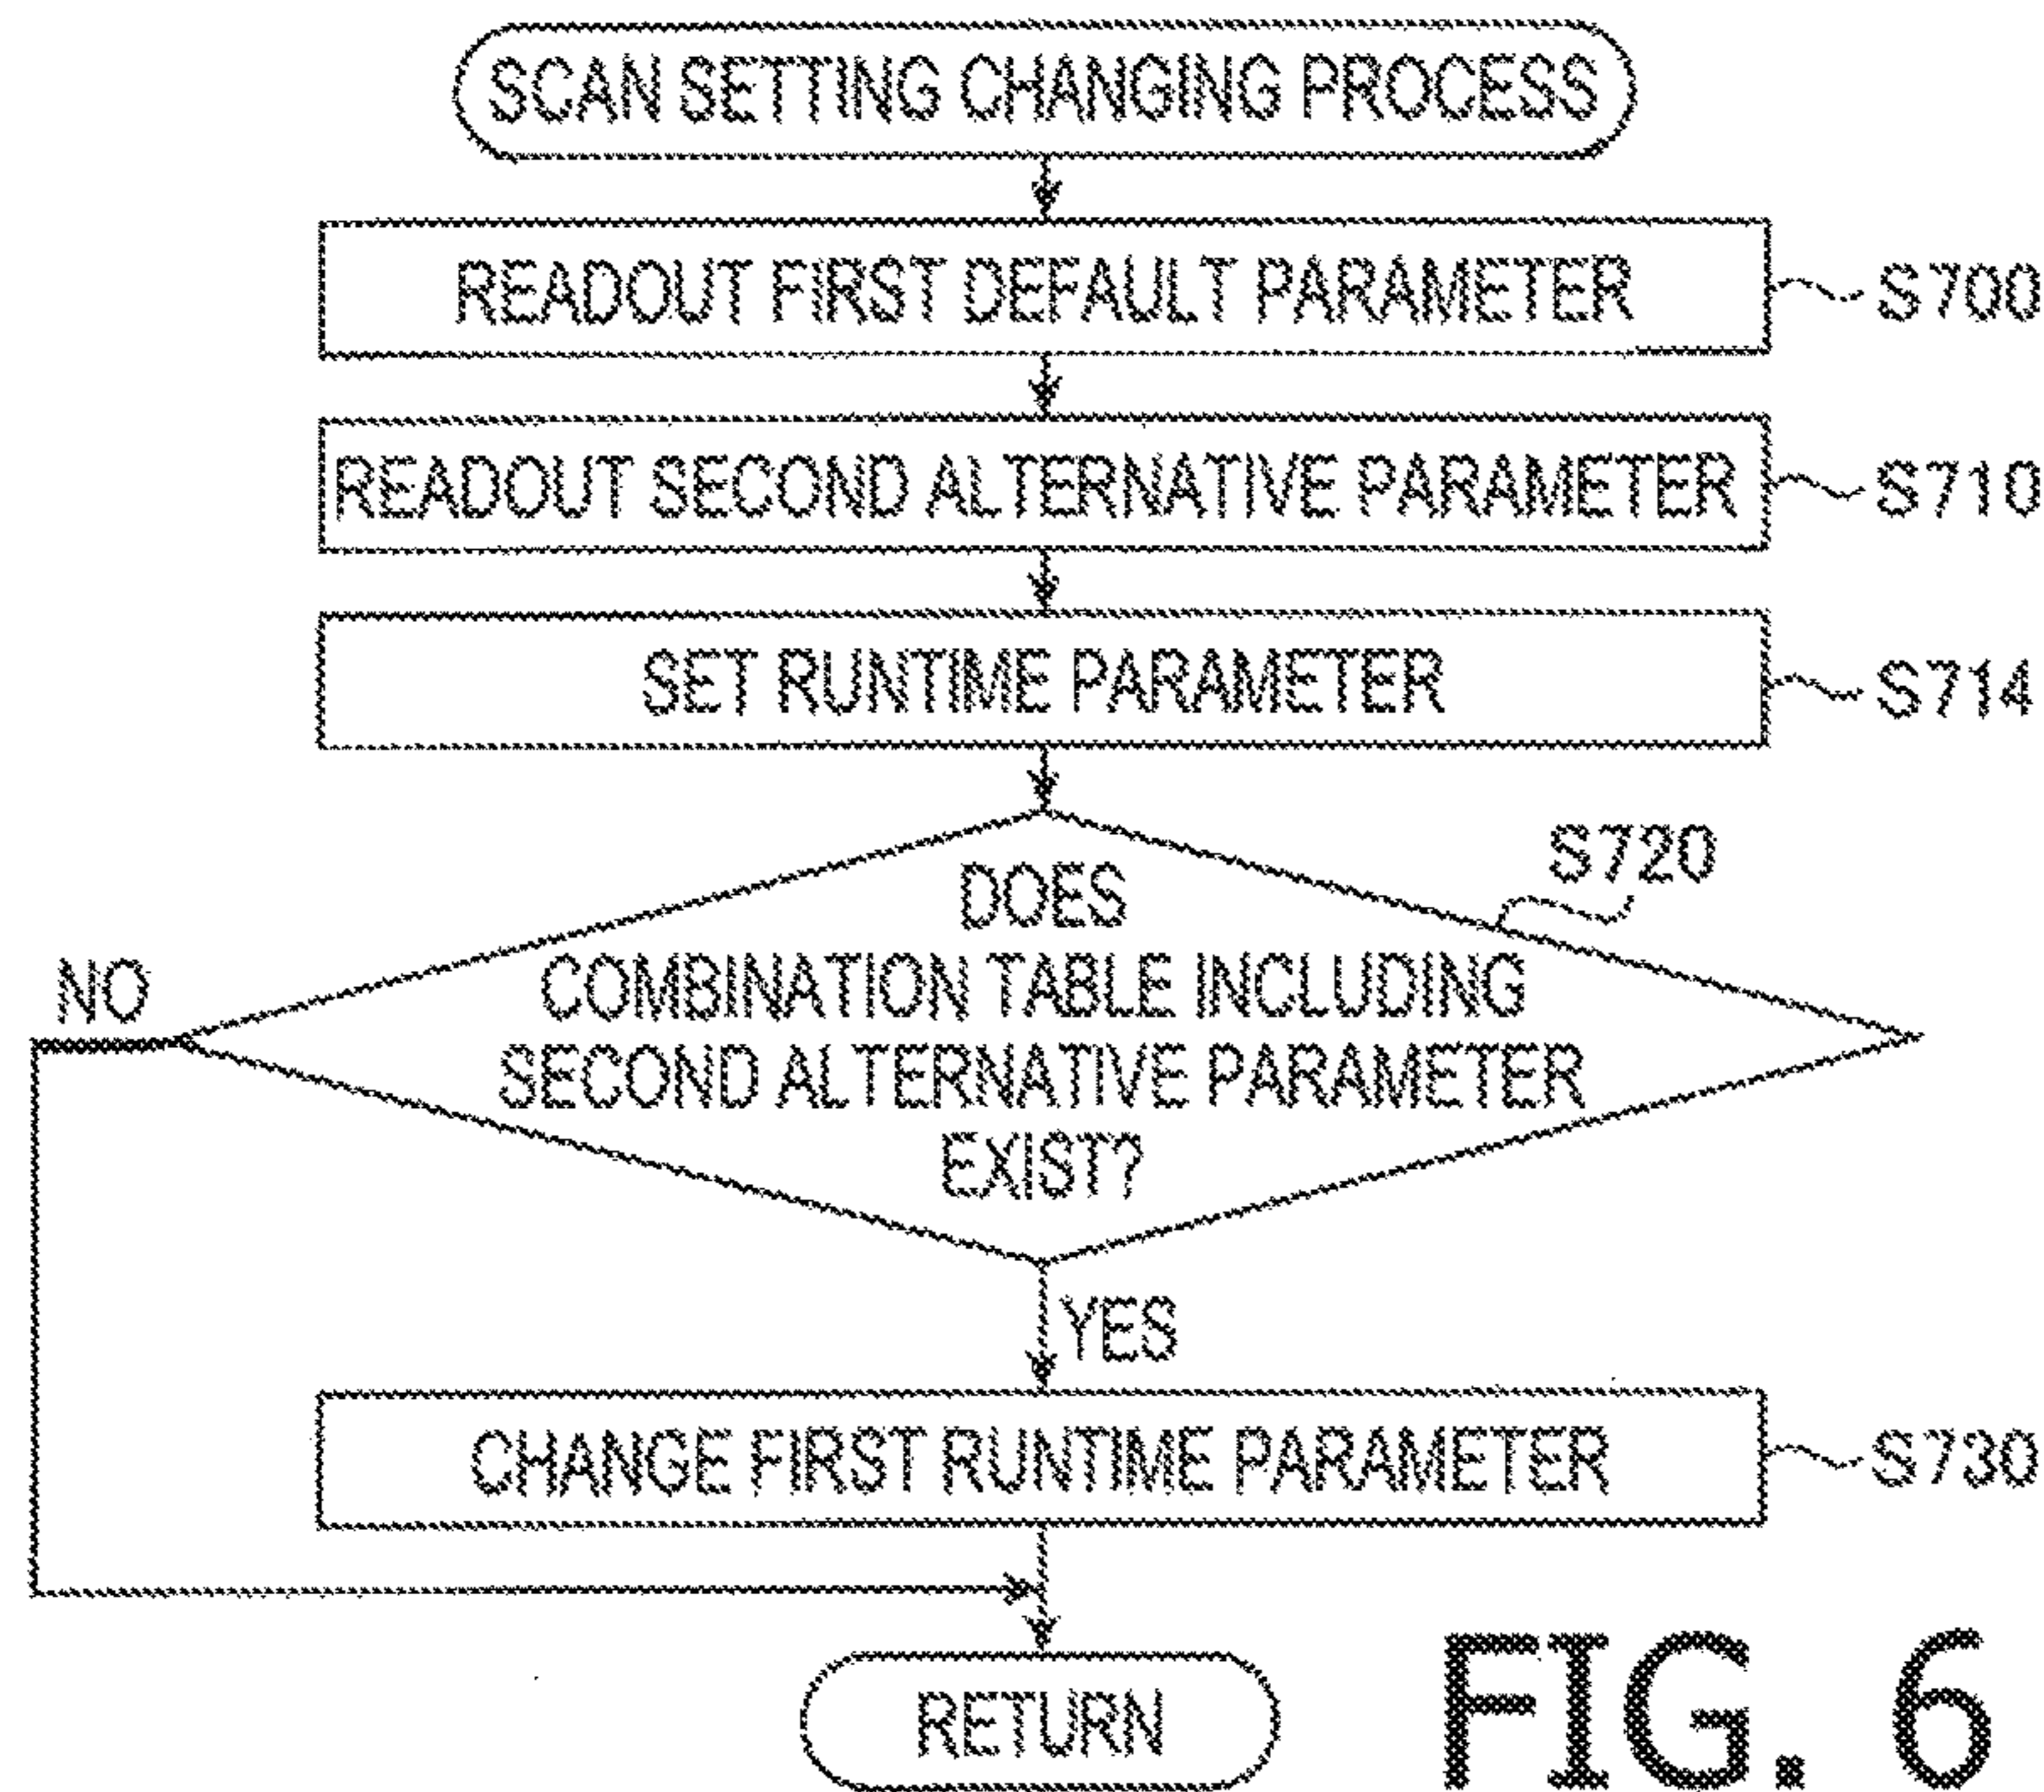 SCAN SETTING CHANGING PROCESS
READOUT FIRST DEFAULT PARAMETER
S700
READOUT SECOND ALTERNATIVE PARAMETER
S710
SET RUNTIME PARAMETER
S714
S720
DOES
COMBINATION TABLE INCLUDING
SECOND ALTERNATIVE PARAMETER
EXIST?
NO
YES
CHANGE FIRST RUNTIME PARAMETER
S730
RETURN
FIG. 6